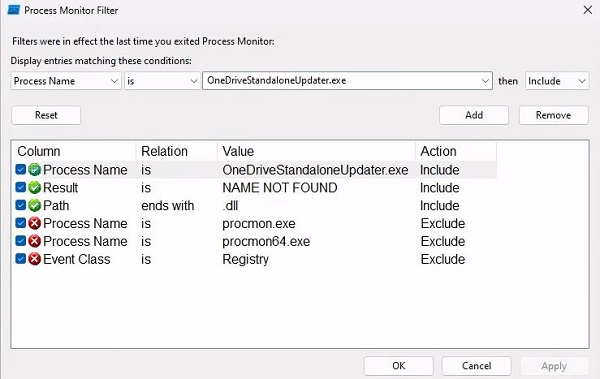 Process Monitor Filter
Filters were in effect the last time you exited Process Monitor:
Display entries matching these conditions:
Process Name is OneDriveStandaloneUpdater.exe then Include
Reset Add Remove
Column Relation Value Action
Process Name is OneDriveStandaloneUpdater.exe Include
Result is NAME NOT FOUND Include
Path ends with .dll Include
Process Name is procmon.exe Exclude
Process Name is procmon64.exe Exclude
Event Class is Registry Exclude
OK Cancel Apply